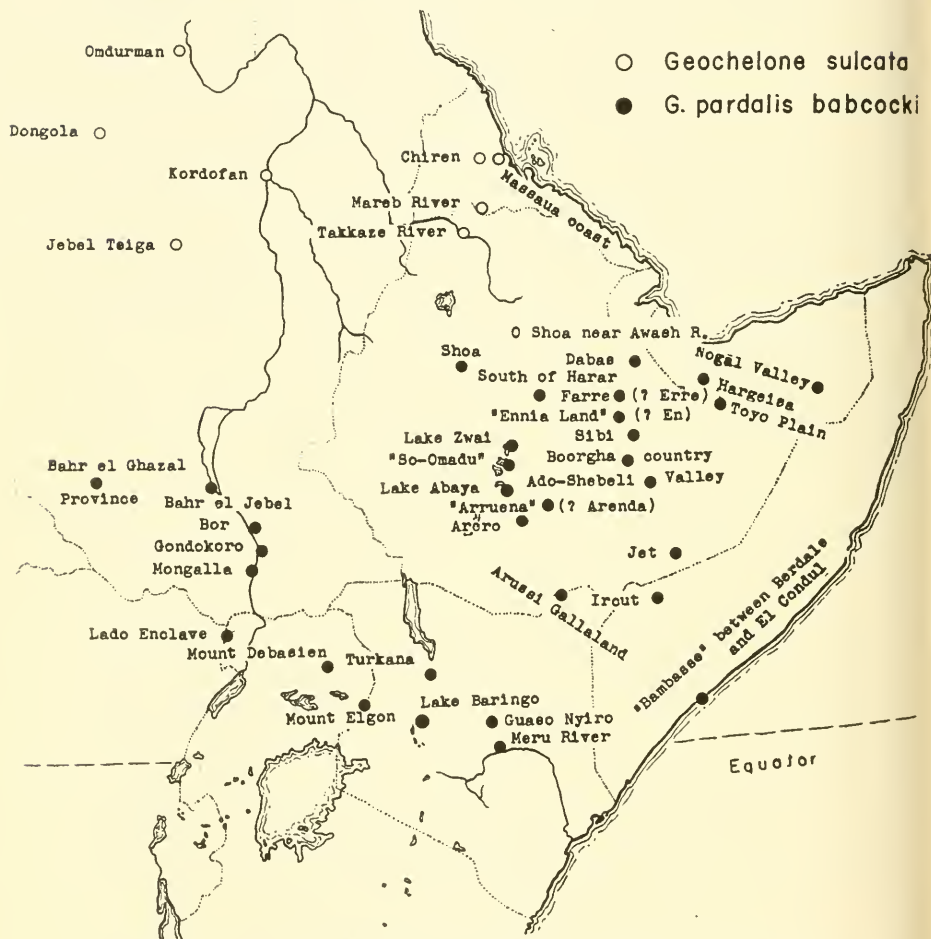 Omdurman
○ Geochelone sulcata
● G. pardalis babcocki
Dongola
Chiren
Kordofan
Massaua coast
Mareb River
Takkaze River
Jebel Teiga
O Shoa near Awash R.
Shoa
Dabas
Nogal Valley
South of Harar
Hargeisa
Farre (? Erre)
Toyo Plain
"Ennia Land" (? En)
Sibi
Lake Zwai
"So-Omadu"
Boorgha country
Bahr el Ghazal
Province
Lake Abaya
Ado-Shebeli Valley
Bahr el Jebel
"Arruena" (? Arenda)
Arero
Bor
Gondokoro
Jet
Mongalla
Arussi Gallaland
Irout
"Bambasse" between Berdale
and El Condul
Lado Enclave
Mount Debasien
Turkana
Lake Baringo
Mount Elgon
Guaso Nyiro
Meru River
Equator